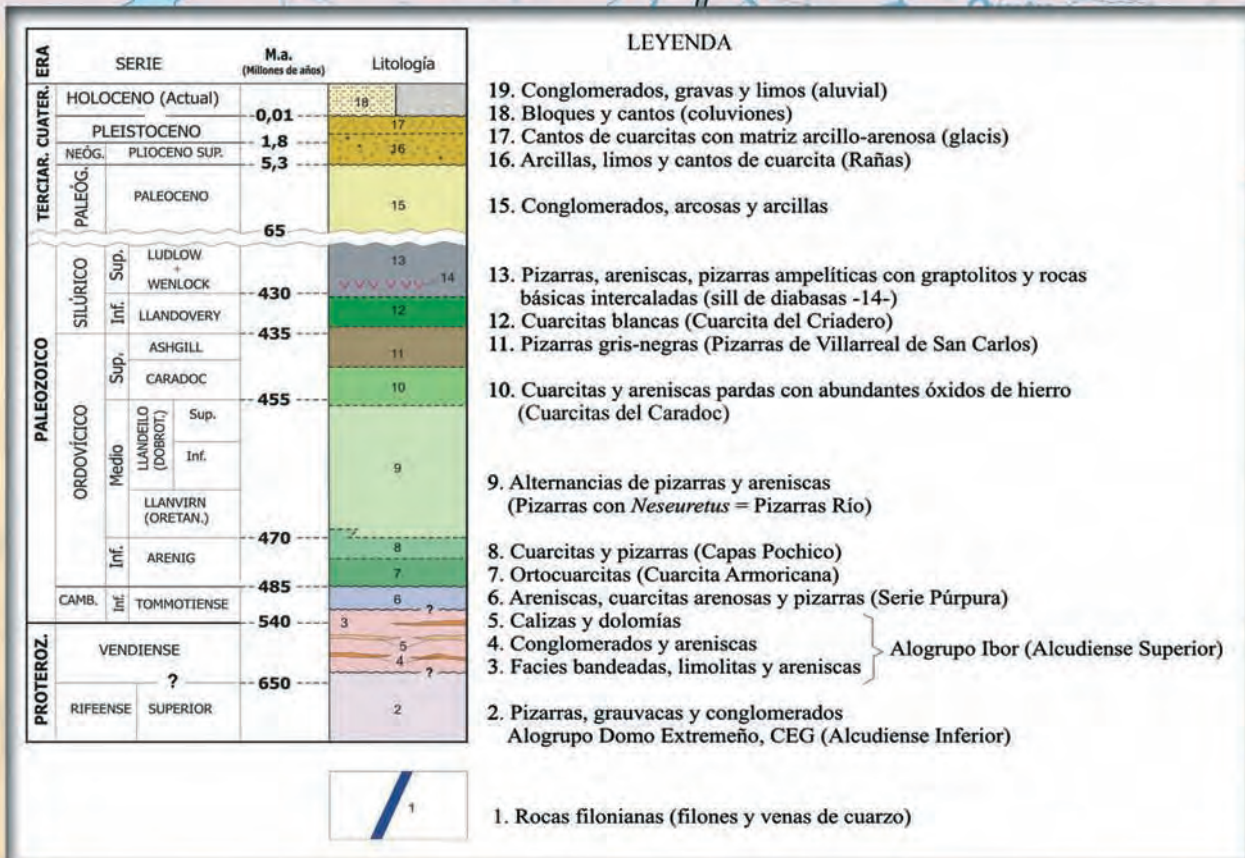 LEYENDA
ERA
SERIE
M.a.
(Millones de años)
Litología
CUATER.
HOLOCENO (Actual)
0,01
18
PLEISTOCENO
1,8
17
TERCIAR.
NEÓG.
PLIOCENO SUP.
5,3
16
PALEÓG.
PALEOCENO
65
15
PALEOZOICO
SILÚRICO
Sup.
LUDLOW
+
WENLOCK
430
13
14
Inf.
LLANDOVERY
435
12
ORDOVÍCICO
Sup.
ASHGILL
11
CARADOC
455
10
Medio
LLANDEILO
(DOBROT.)
Sup.
Inf.
9
LLANVIRN
(ORETAN.)
470
Inf.
ARENIG
8
485
7
CAMB.
Inf.
TOMMOTIENSE
6
?
540
PROTEROZ.
VENDIENSE
3
5
4
?
?
650
RIFEENSE
SUPERIOR
2
1
19. Conglomerados, gravas y limos (aluvial)
18. Bloques y cantos (coluviones)
17. Cantos de cuarcitas con matriz arcillo-arenosa (glacis)
16. Arcillas, limos y cantos de cuarcita (Rañas)
15. Conglomerados, arcosas y arcillas
13. Pizarras, areniscas, pizarras ampelíticas con graptolitos y rocas
básicas intercaladas (sill de diabasas -14-)
12. Cuarcitas blancas (Cuarcita del Criadero)
11. Pizarras gris-negras (Pizarras de Villarreal de San Carlos)
10. Cuarcitas y areniscas pardas con abundantes óxidos de hierro
(Cuarcitas del Caradoc)
9. Alternancias de pizarras y areniscas
(Pizarras con Neseuretus = Pizarras Río)
8. Cuarcitas y pizarras (Capas Pochico)
7. Ortocuarcitas (Cuarcita Armoricana)
6. Areniscas, cuarcitas arenosas y pizarras (Serie Púrpura)
5. Calizas y dolomías
4. Conglomerados y areniscas
3. Facies bandeadas, limolitas y areniscas
Alogrupo Ibor (Alcudiense Superior)
2. Pizarras, grauvacas y conglomerados
Alogrupo Domo Extremeño, CEG (Alcudiense Inferior)
1. Rocas filonianas (filones y venas de cuarzo)